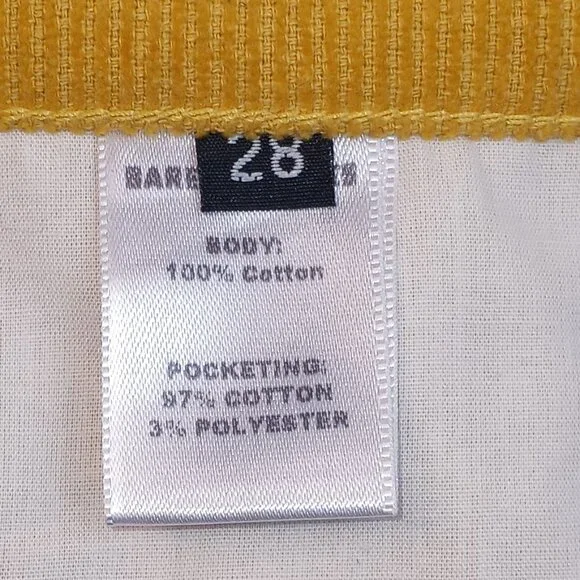 28
BODY:
100% Cotton
POCKETING:
97% COTTON
3% POLYESTER